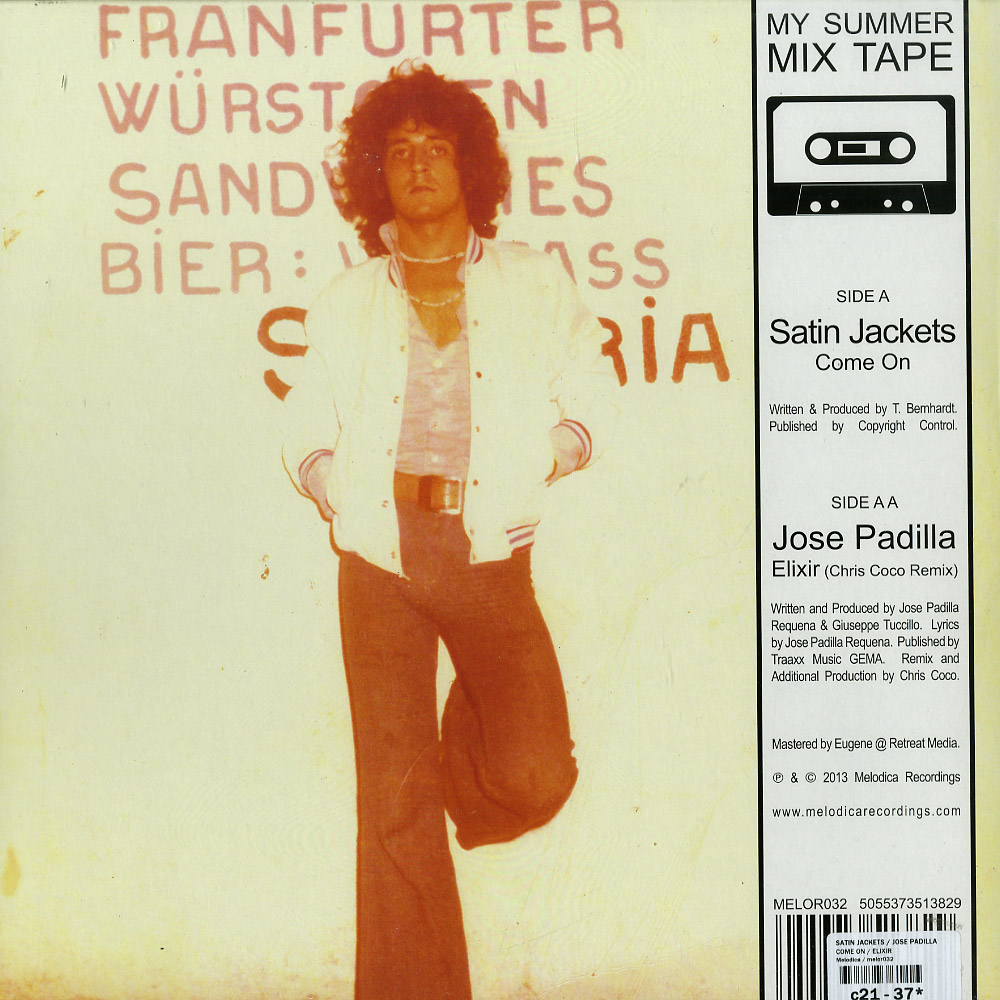 FRANFURTER
WÜRST EN
SAND ES
BiER: ASS
S RiA
MY SUMMER
MIX TAPE
SIDE A
Satin Jackets
Come On
Written & Produced by T. Bernhardt.
Published by Copyright Control.
SIDE A A
Jose Padilla
Elixir (Chris Coco Remix)
Written and Produced by Jose Padilla
Requena & Giuseppe Tuccillo. Lyrics
by Jose Padilla Requena. Published by
Traaxx Music GEMA. Remix and
Additional Production by Chris Coco.
Mastered by Eugene @ Retreat Media.
℗ & © 2013 Melodica Recordings
www.melodicarecordings.com
MELOR032 5055373513829
SATIN JACKETS / JOSE PADILLA
COME ON / ELIXIR
Melodica / melor032
c21-37*